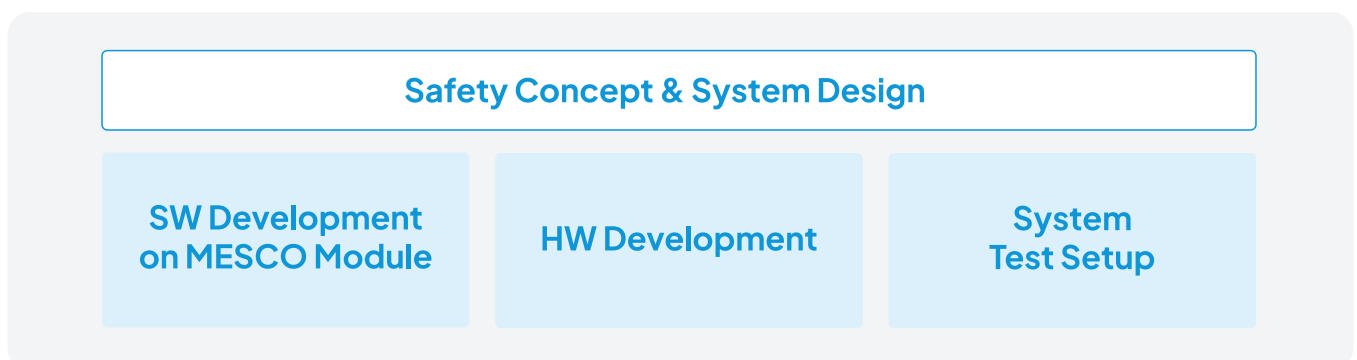 Safety Concept & System Design
SW Development
on MESCO Module
HW Development
System
Test Setup